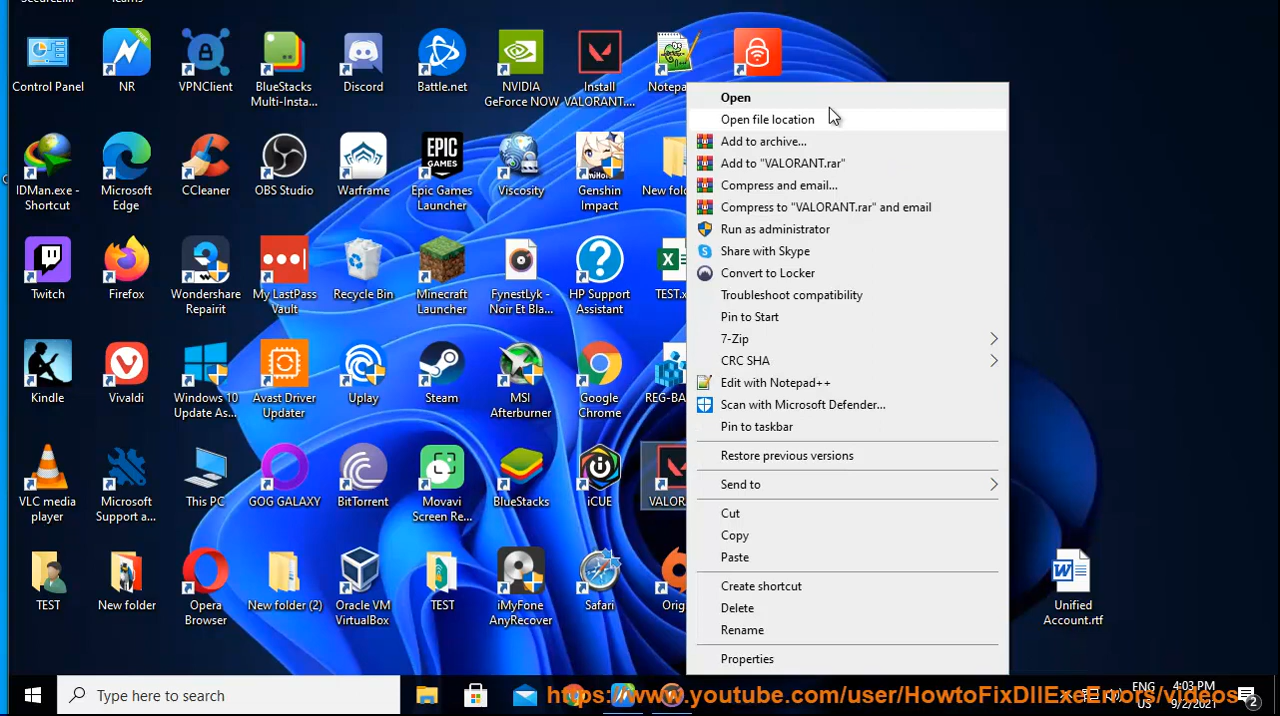 Control Panel
NR
VPNClient
BlueStacks
Multi-Insta...
Discord
Battle.net
NVIDIA
GeForce NOW
Install
VALORANT....
IDMan.exe -
Shortcut
Microsoft
Edge
CCleaner
OBS Studio
Warframe
EPIC
GAMES
Epic Games
Launcher
Viscosity
Genshin
Impact
Twitch
Firefox
Wondershare
Repairit
My LastPass
Vault
Recycle Bin
Minecraft
Launcher
FynestLyk -
Noir Et Bla...
HP Support
Assistant
Kindle
Vivaldi
Windows 10
Update As...
Avast Driver
Updater
Uplay
Steam
MSI
Afterburner
Google
Chrome
VLC media
player
Microsoft
Support a...
This PC
GOG GALAXY
BitTorrent
Movavi
Screen Re...
BlueStacks
iCUE
TEST
New folder
Opera
Browser
New folder (2)
Oracle VM
VirtualBox
TEST
iMyFone
AnyRecover
Safari
Open
Open file location
Add to archive...
Add to "VALORANT.rar"
Compress and email...
Compress to "VALORANT.rar" and email
Run as administrator
Share with Skype
Convert to Locker
Troubleshoot compatibility
Pin to Start
7-Zip
CRC SHA
Edit with Notepad++
Scan with Microsoft Defender...
Pin to taskbar
Restore previous versions
Send to
Cut
Copy
Paste
Create shortcut
Delete
Rename
Properties
Unified
Account.rtf
Type here to search
https://www.youtube.com/user/HowtoFixDllExeErrors/videos
ENG
US
4:03 PM
9/2/2021
2